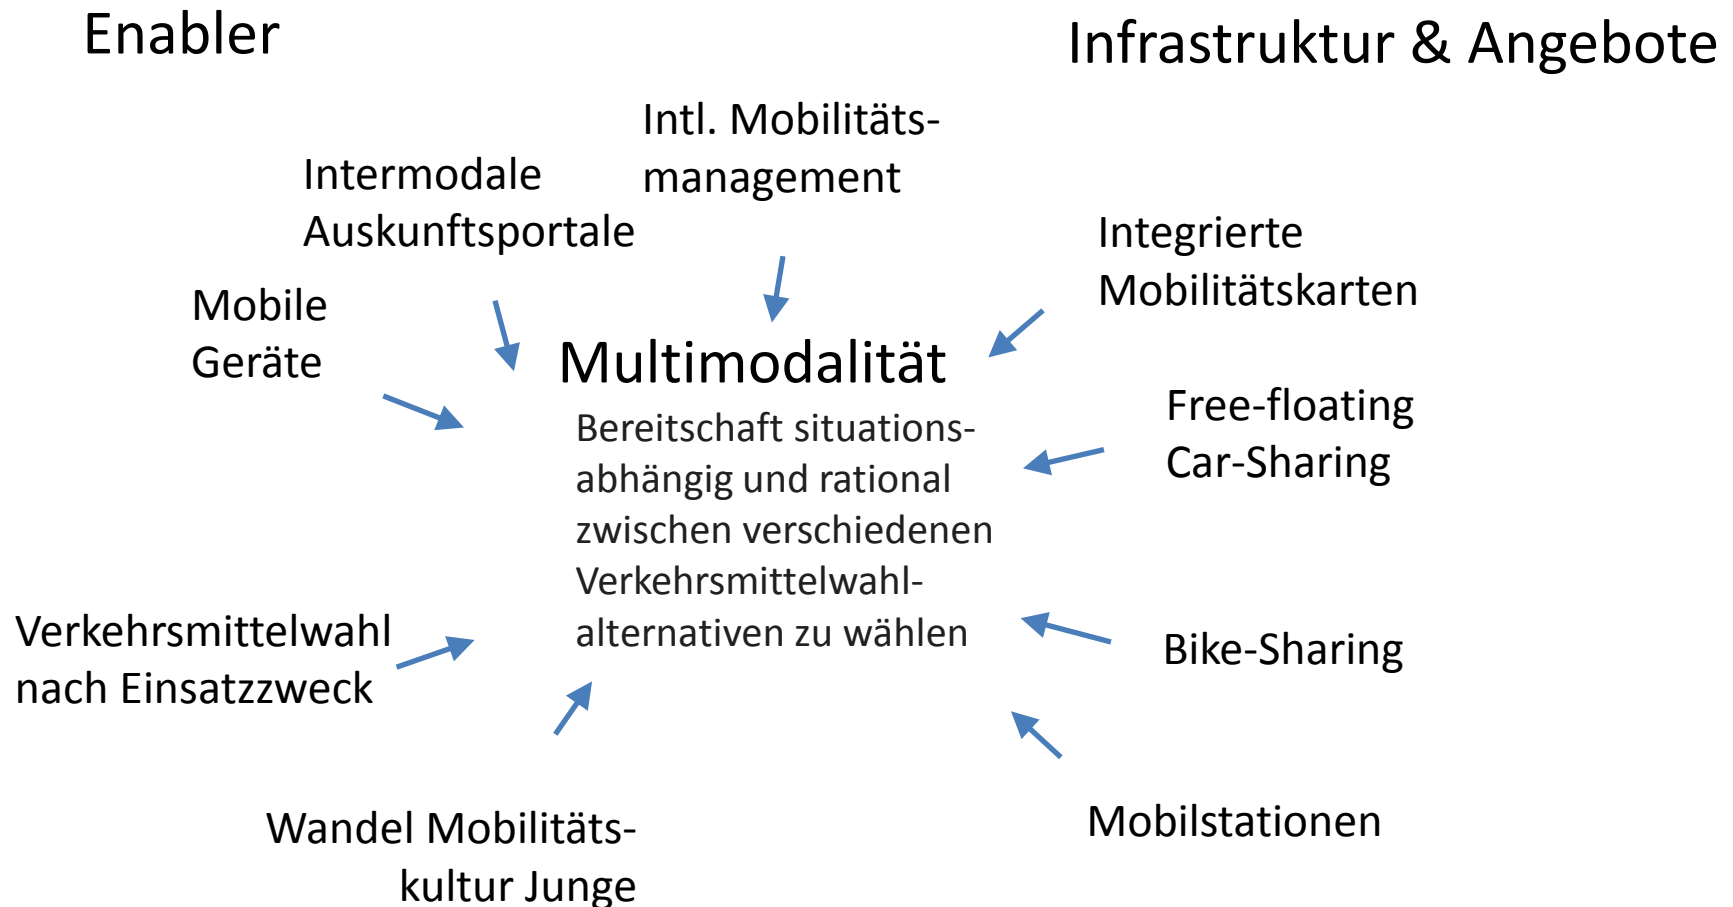 Enabler
Infrastruktur & Angebote
Intl. Mobilitäts-
management
Intermodale
Auskunftsportale
Integrierte
Mobilitätskarten
Mobile
Geräte
Multimodalität
Bereitschaft situations-
abhängig und rational
zwischen verschiedenen
Verkehrsmittelwahl-
alternativen zu wählen
Free-floating
Car-Sharing
Verkehrsmittelwahl
nach Einsatzzweck
Bike-Sharing
Wandel Mobilitäts-
kultur Junge
Mobilstationen